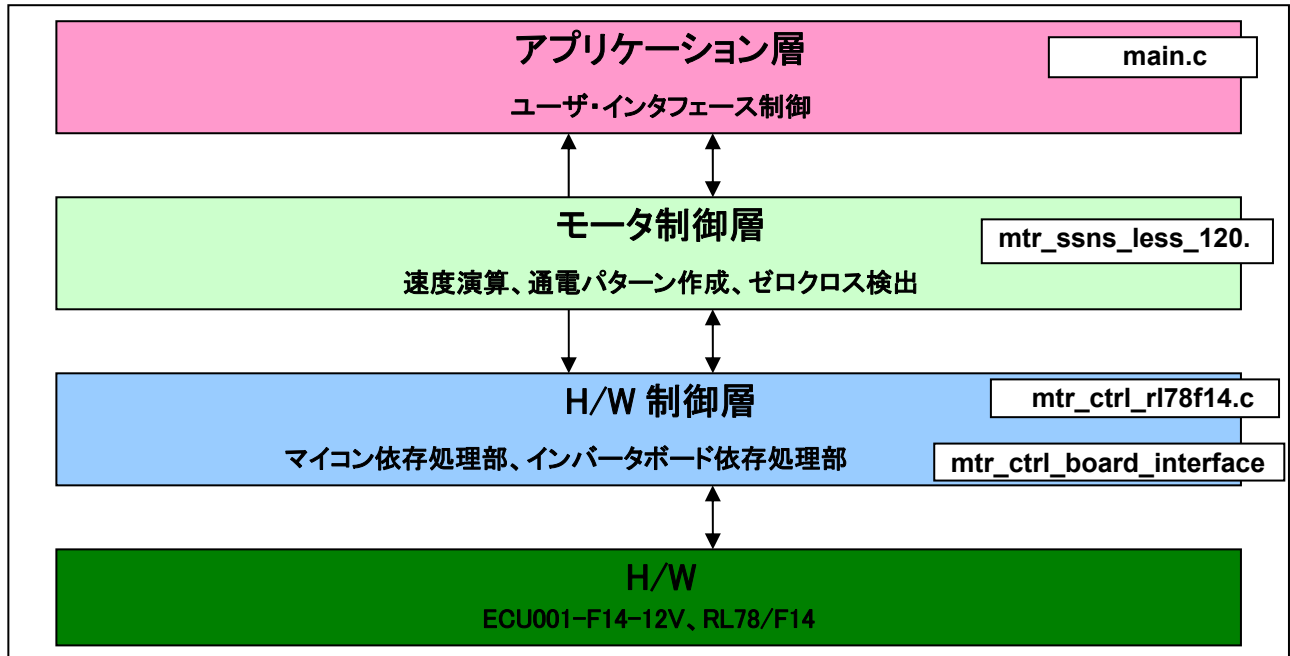 アプリケーション層
main.c
ユーザ・インタフェース制御
モータ制御層
mtr_ssns_less_120.
速度演算、通電パターン作成、ゼロクロス検出
H/W 制御層
mtr_ctrl_rl78f14.c
マイコン依存処理部、インバータボード依存処理部
mtr_ctrl_board_interface
H/W
ECU001-F14-12V、RL78/F14